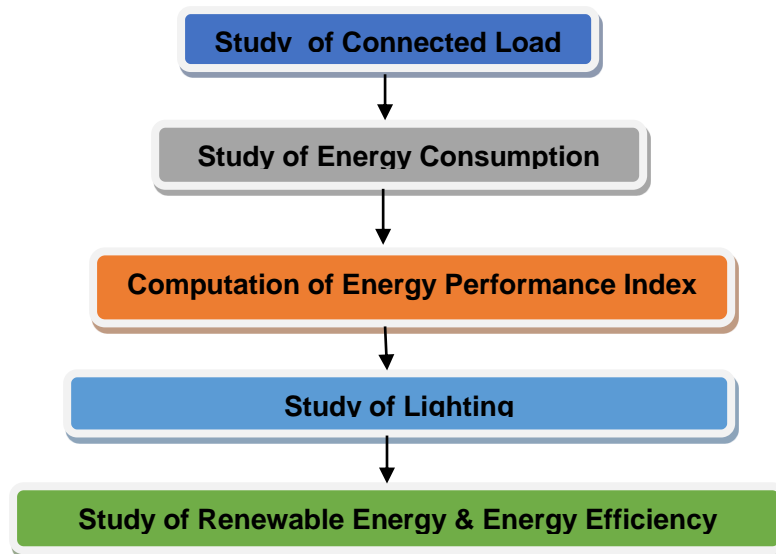 Study of Connected Load
Study of Energy Consumption
Computation of Energy Performance Index
Study of Lighting
Study of Renewable Energy & Energy Efficiency